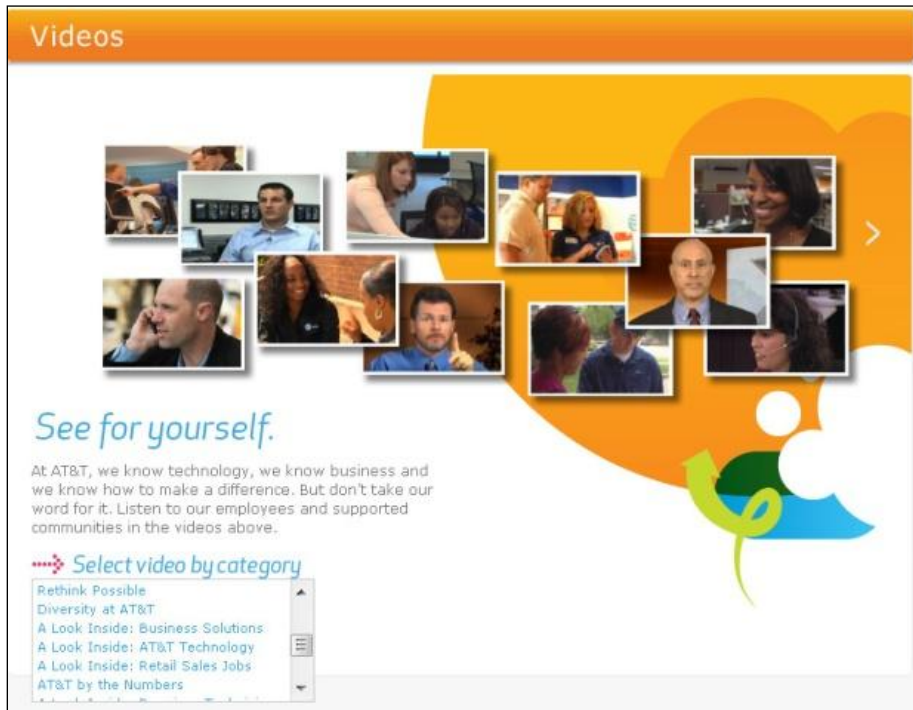 Videos
See for yourself.
At AT&T, we know technology, we know business and
we know how to make a difference. But don't take our
word for it. Listen to our employees and supported
communities in the videos above.
Select video by category
Rethink Possible
Diversity at AT&T
A Look Inside: Business Solutions
A Look Inside: AT&T Technology
A Look Inside: Retail Sales Jobs
AT&T by the Numbers